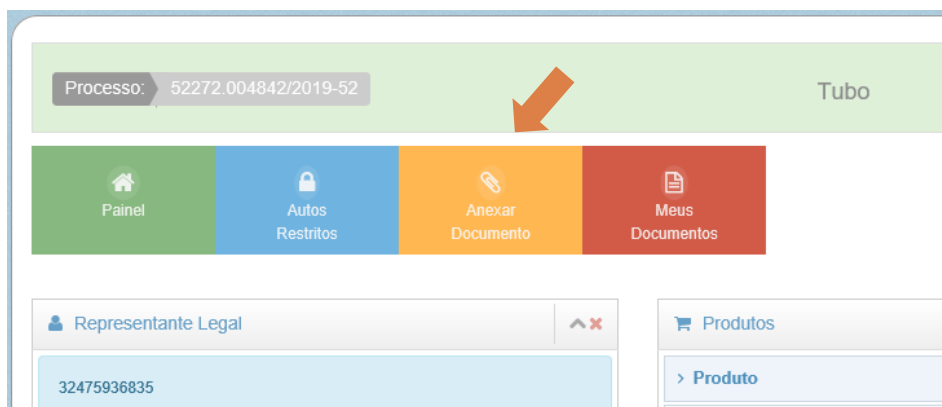 Processo: 52272.004842/2019-52
Tubo
Painel
Autos
Restritos
Anexar
Documento
Meus
Documentos
Representante Legal
Produtos
32475936835
> Produto